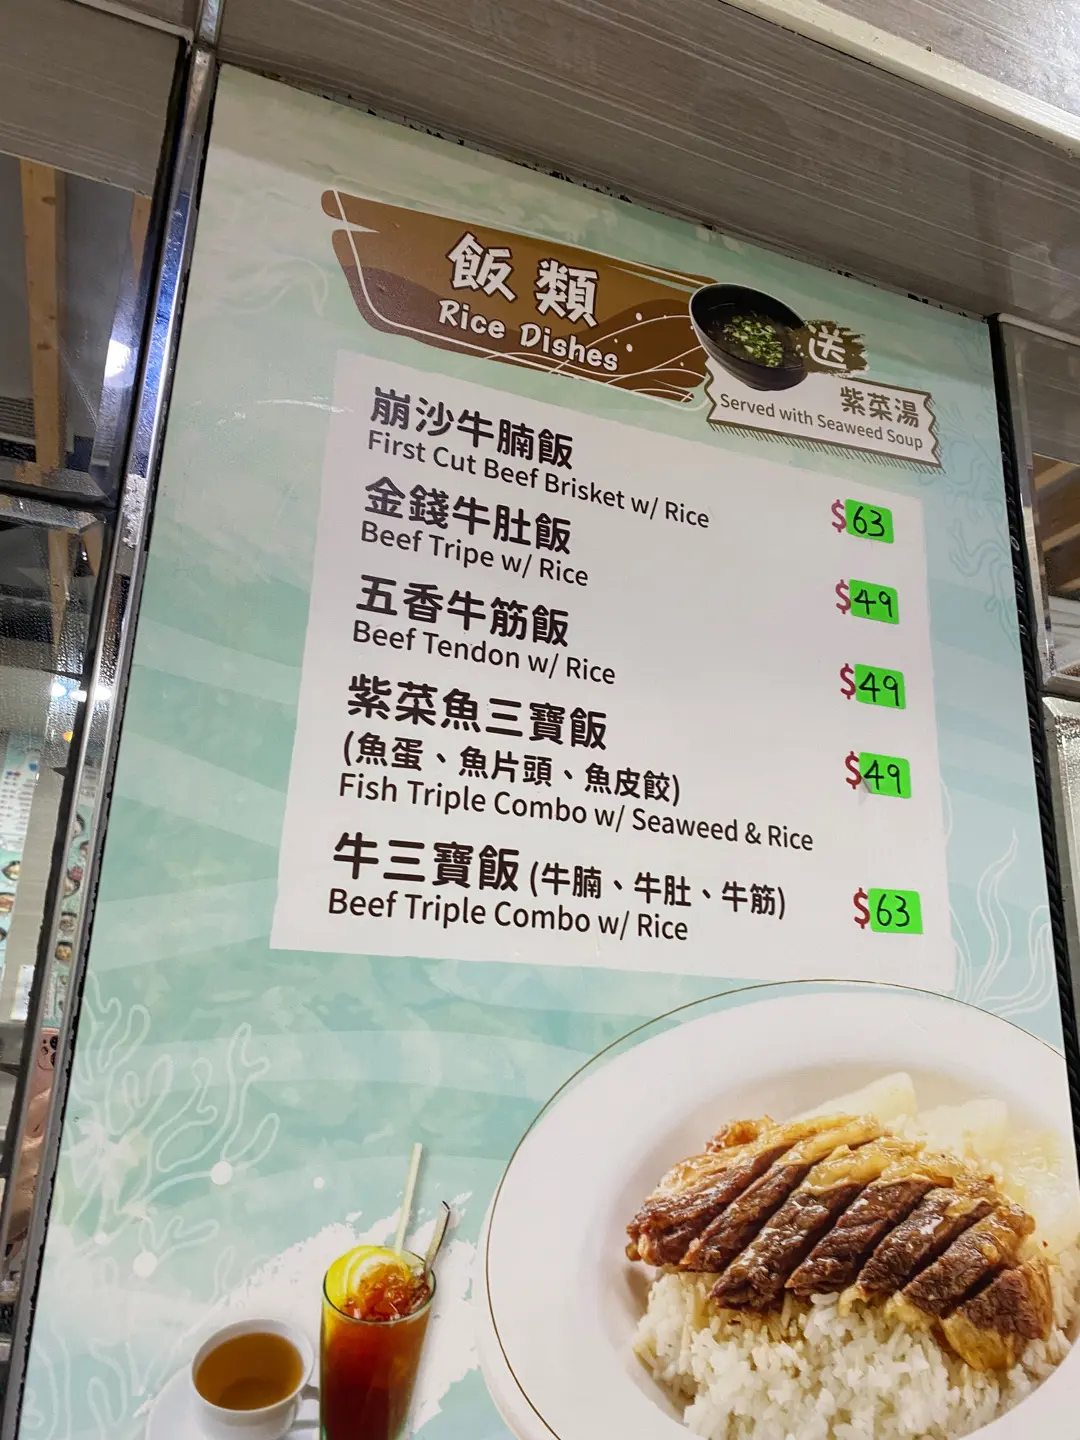 飯類
Rice Dishes
送
紫菜湯
Served with Seaweed Soup
崩沙牛腩飯
First Cut Beef Brisket w/ Rice
$63
金錢牛肚飯
Beef Tripe w/ Rice
$49
五香牛筋飯
Beef Tendon w/ Rice
$49
紫菜魚三寶飯
(魚蛋、魚片頭、魚皮餃)
Fish Triple Combo w/ Seaweed & Rice
$49
牛三寶飯 (牛腩、牛肚、牛筋)
Beef Triple Combo w/ Rice
$63